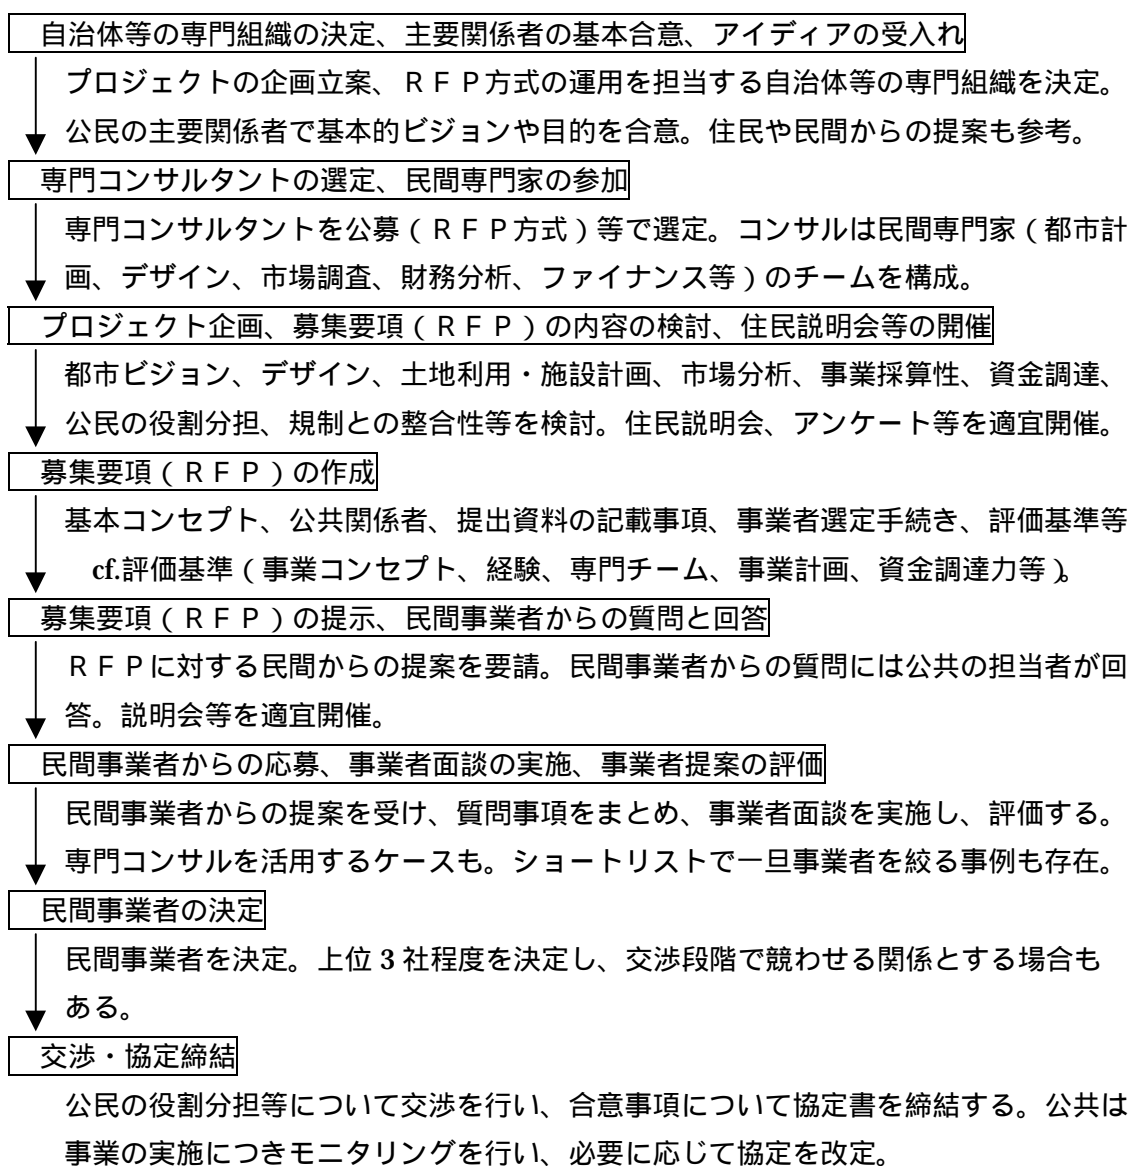 自治体等の専門組織の決定、主要関係者の基本合意、アイディアの受入れ
プロジェクトの企画立案、ＲＦＰ方式の運用を担当する自治体等の専門組織を決定。
公民の主要関係者で基本的ビジョンや目的を合意。住民や民間からの提案も参考。
専門コンサルタントの選定、民間専門家の参加
専門コンサルタントを公募（ＲＦＰ方式）等で選定。コンサルは民間専門家（都市計
画、デザイン、市場調査、財務分析、ファイナンス等）のチームを構成。
プロジェクト企画、募集要項（ＲＦＰ）の内容の検討、住民説明会等の開催
都市ビジョン、デザイン、土地利用・施設計画、市場分析、事業採算性、資金調達、
公民の役割分担、規制との整合性等を検討。住民説明会、アンケート等を適宜開催。
募集要項（ＲＦＰ）の作成
基本コンセプト、公共関係者、提出資料の記載事項、事業者選定手続き、評価基準等
cf.評価基準（事業コンセプト、経験、専門チーム、事業計画、資金調達力等）。
募集要項（ＲＦＰ）の提示、民間事業者からの質問と回答
ＲＦＰに対する民間からの提案を要請。民間事業者からの質問には公共の担当者が回
答。説明会等を適宜開催。
民間事業者からの応募、事業者面談の実施、事業者提案の評価
民間事業者からの提案を受け、質問事項をまとめ、事業者面談を実施し、評価する。
専門コンサルを活用するケースも。ショートリストで一旦事業者を絞る事例も存在。
民間事業者の決定
民間事業者を決定。上位 3 社程度を決定し、交渉段階で競わせる関係とする場合も
ある。
交渉・協定締結
公民の役割分担等について交渉を行い、合意事項について協定書を締結する。公共は
事業の実施につきモニタリングを行い、必要に応じて協定を改定。